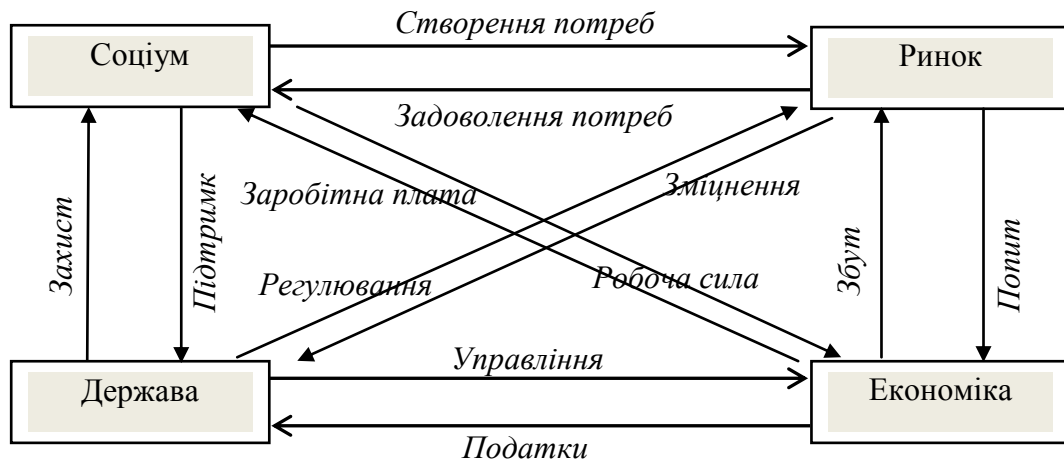 Створення потреб
Соціум
Ринок
Задоволення потреб
Заробітна плата
Зміцнення
Захист
Підтримк
Збут
Попит
Регулювання
Робоча сила
Управління
Держава
Економіка
Податки